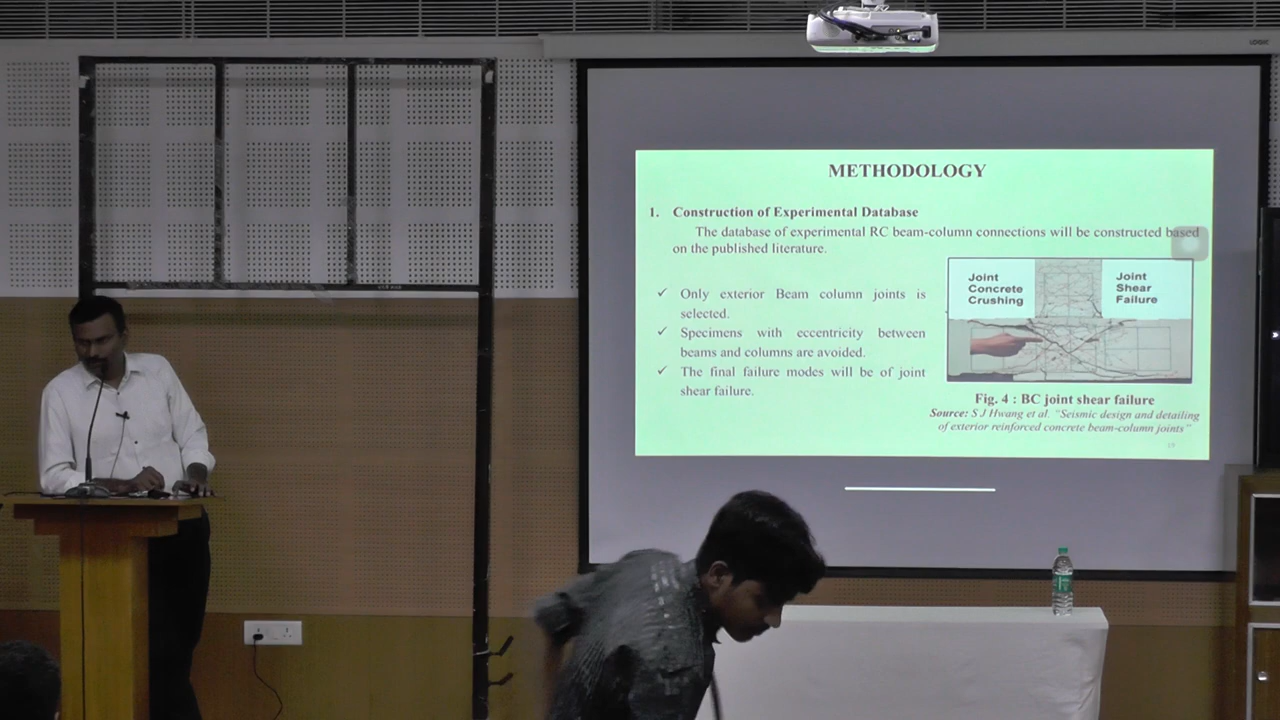 LOGIC
METHODOLOGY
1. Construction of Experimental Database
The database of experimental RC beam-column connections will be constructed based
on the published literature.
✓ Only exterior Beam column joints is
selected.
✓ Specimens with eccentricity between
beams and columns are avoided.
✓ The final failure modes will be of joint
shear failure.
Joint
Concrete
Crushing
Joint
Shear
Failure
Fig. 4 : BC joint shear failure
Source: S J Hwang et al. "Seismic design and detailing
of exterior reinforced concrete beam-column joints"
19